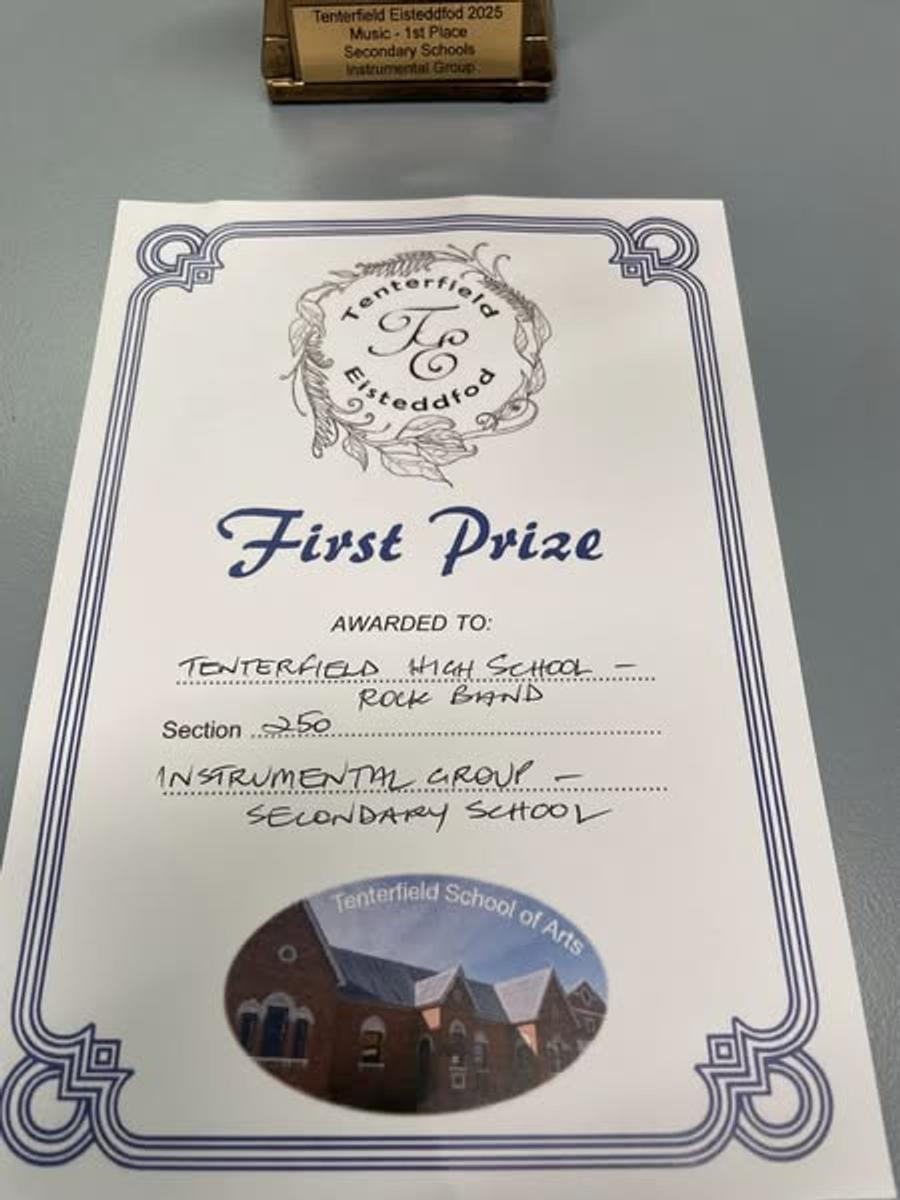 Tenterfield Eisteddfod 2025
Music - 1st Place
Secondary Schools
Instrumental Group
Tenterfield
TE
Eisteddfod
First Prize
AWARDED TO:
TENTERFIELD HIGH SCHOOL -
ROCK BAND
Section 250
INSTRUMENTAL GROUP -
SECONDARY SCHOOL
Tenterfield School of Arts